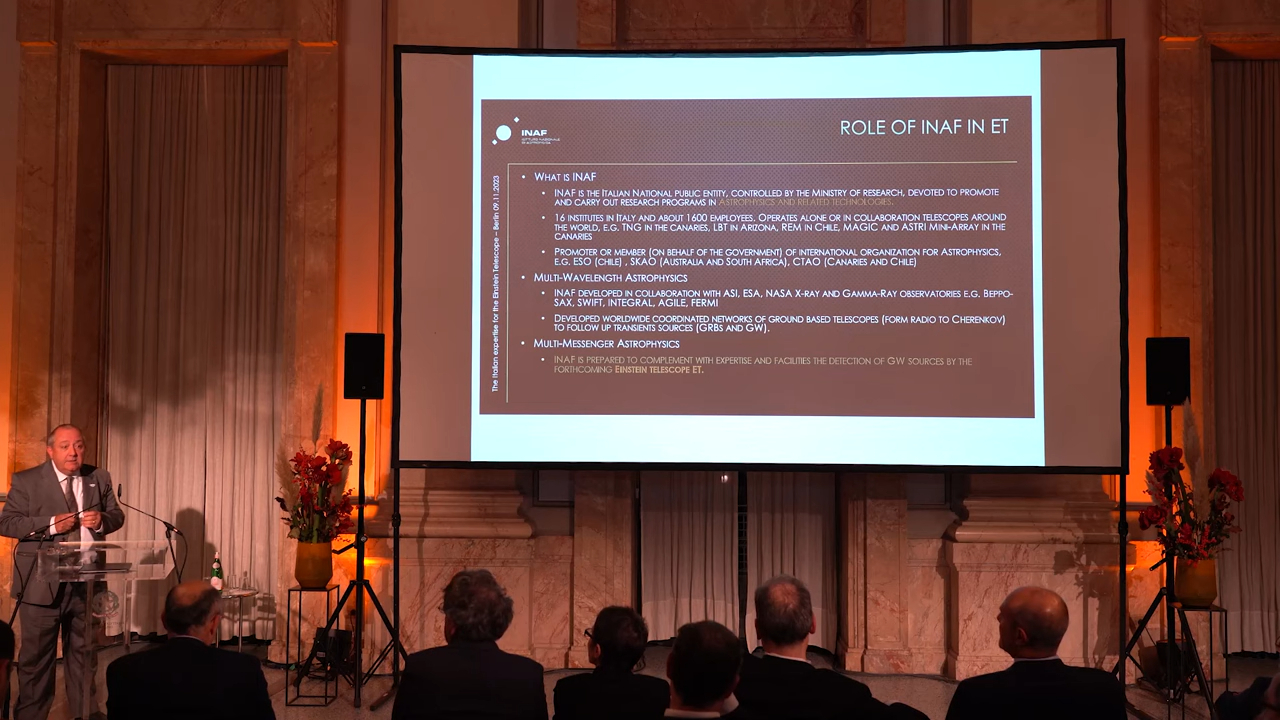 INAF
ISTITUTO NAZIONALE
DI ASTROFISICA
ROLE OF INAF IN ET
The Italian expertise for the Einstein Telescope – Berlin 09.11.2023
• WHAT IS INAF
• INAF IS THE ITALIAN NATIONAL PUBLIC ENTITY, CONTROLLED BY THE MINISTRY OF RESEARCH, DEVOTED TO PROMOTE
AND CARRY OUT RESEARCH PROGRAMS IN ASTROPHYSICS AND RELATED TECHNOLOGIES.
• 16 INSTITUTES IN ITALY AND ABOUT 1600 EMPLOYEES. OPERATES ALONE OR IN COLLABORATION TELESCOPES AROUND
THE WORLD, E.G. TNG IN THE CANARIES, LBT IN ARIZONA, REM IN CHILE, MAGIC AND ASTRI MINI-ARRAY IN THE
CANARIES
• PROMOTER OR MEMBER (ON BEHALF OF THE GOVERNMENT) OF INTERNATIONAL ORGANIZATION FOR ASTROPHYSICS,
E.G. ESO (CHILE) , SKAO (AUSTRALIA AND SOUTH AFRICA), CTAO (CANARIES AND CHILE)
• MULTI-WAVELENGTH ASTROPHYSICS
• INAF DEVELOPED IN COLLABORATION WITH ASI, ESA, NASA X-RAY AND GAMMA-RAY OBSERVATORIES E.G. BEPPO-
SAX, SWIFT, INTEGRAL, AGILE, FERMI
• DEVELOPED WORLDWIDE COORDINATED NETWORKS OF GROUND BASED TELESCOPES (FORM RADIO TO CHERENKOV)
TO FOLLOW UP TRANSIENTS SOURCES (GRBS AND GW).
• MULTI-MESSENGER ASTROPHYSICS
• INAF IS PREPARED TO COMPLEMENT WITH EXPERTISE AND FACILITIES THE DETECTION OF GW SOURCES BY THE
FORTHCOMING EINSTEIN TELESCOPE ET.